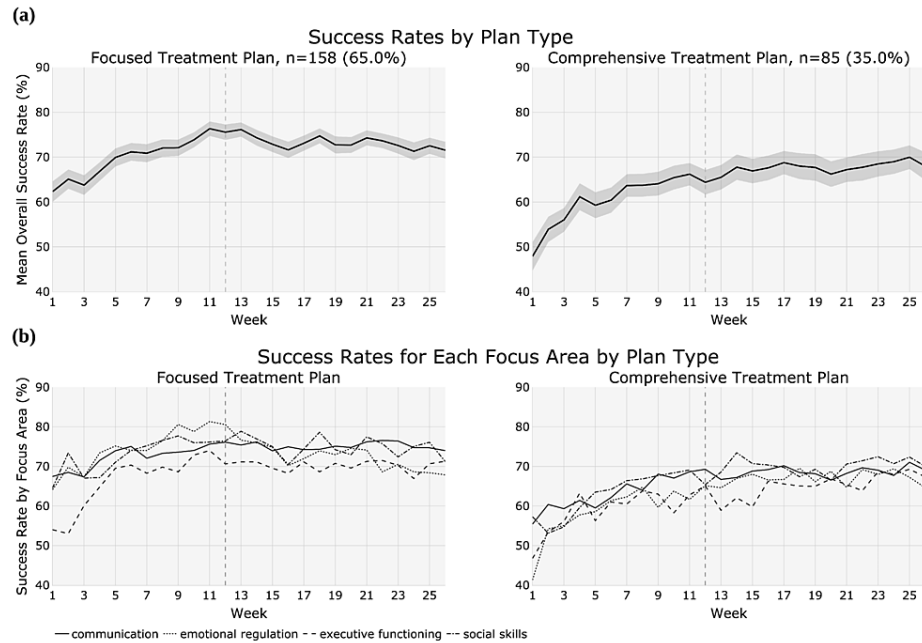 (a)
Success Rates by Plan Type
Focused Treatment Plan, n=158 (65.0%)
Comprehensive Treatment Plan, n=85 (35.0%)
Mean Overall Success Rate (%)
90
80
70
60
50
40
1 3 5 7 9 11 13 15 17 19 21 23 25
Week
90
80
70
60
50
40
1 3 5 7 9 11 13 15 17 19 21 23 25
Week
(b)
Success Rates for Each Focus Area by Plan Type
Focused Treatment Plan
Comprehensive Treatment Plan
Success Rate by Focus Area (%)
90
80
70
60
50
40
1 3 5 7 9 11 13 15 17 19 21 23 25
Week
90
80
70
60
50
40
1 3 5 7 9 11 13 15 17 19 21 23 25
Week
communication emotional regulation executive functioning social skills